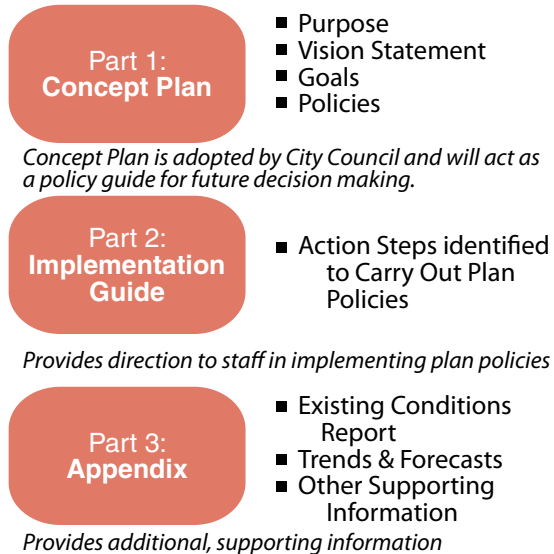 Part 1:
Concept Plan
■ Purpose
■ Vision Statement
■ Goals
■ Policies
Concept Plan is adopted by City Council and will act as
a policy guide for future decision making.
Part 2:
Implementation
Guide
■ Action Steps identified
to Carry Out Plan
Policies
Provides direction to staff in implementing plan policies
Part 3:
Appendix
■ Existing Conditions
Report
■ Trends & Forecasts
■ Other Supporting
Information
Provides additional, supporting information